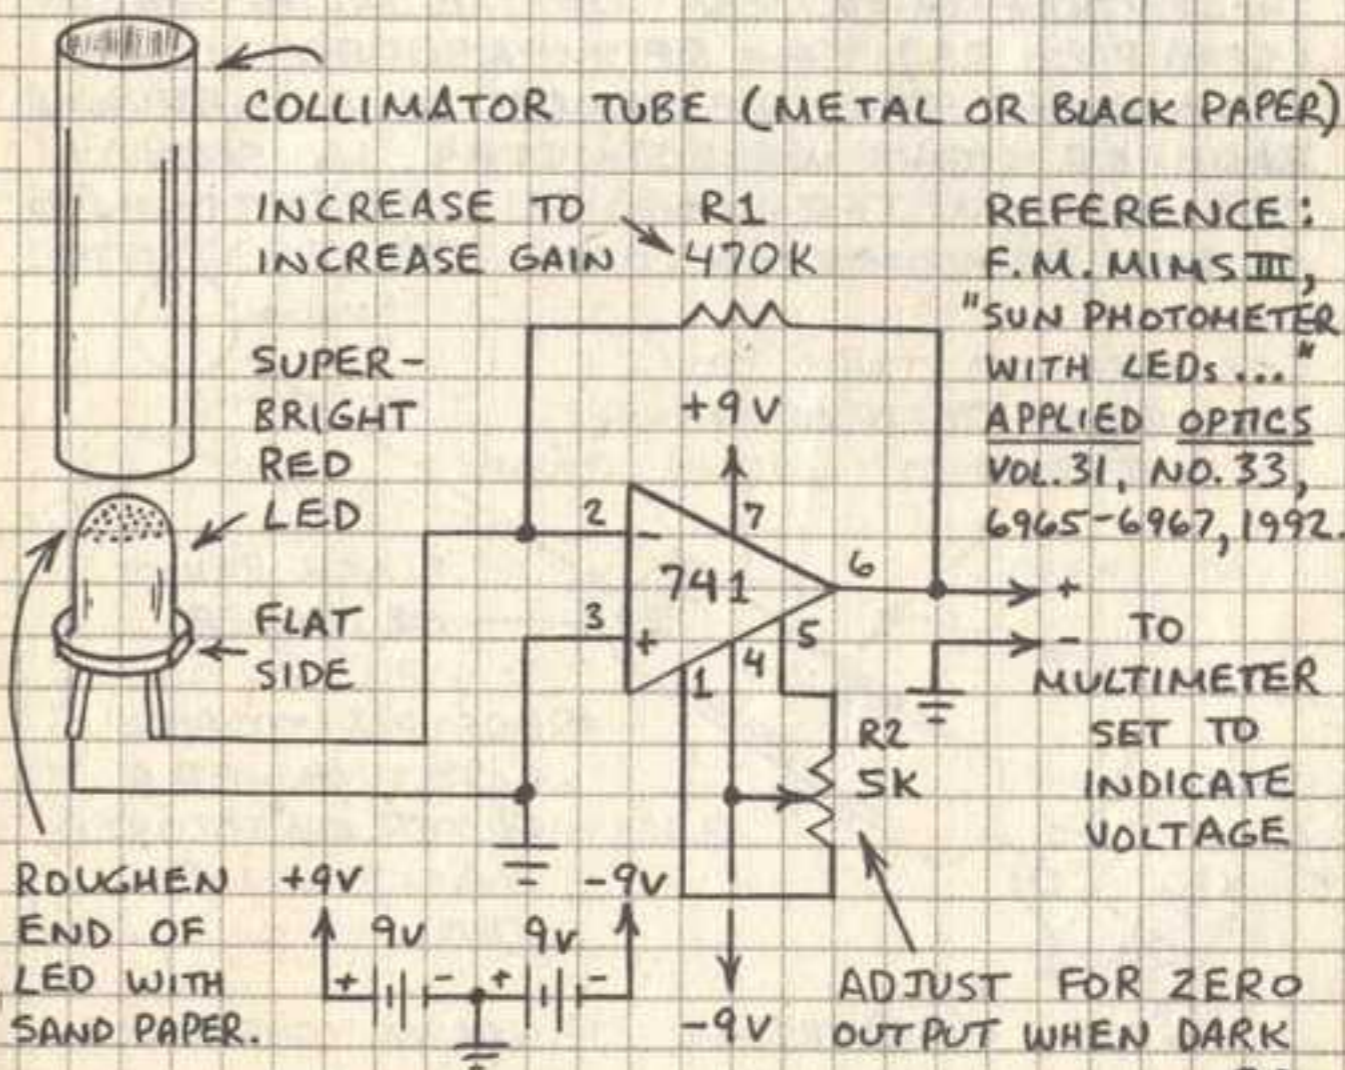 COLLIMATOR TUBE (METAL OR BLACK PAPER)
INCREASE TO
INCREASE GAIN
R1
470K
REFERENCE:
F.M. MIMS III,
"SUN PHOTOMETER
WITH LEDs ..."
APPLIED OPTICS
VOL. 31, NO. 33,
6965-6967, 1992.
SUPER-
BRIGHT
RED
LED
FLAT
SIDE
+9V
2
-
7
741
6
3
+
1
4
5
R2
5K
+
-
TO
MULTIMETER
SET TO
INDICATE
VOLTAGE
ROUGHEN
END OF
LED WITH
SAND PAPER.
+9V
9V
9V
-9V
+
-
+
-
-9V
ADJUST FOR ZERO
OUTPUT WHEN DARK